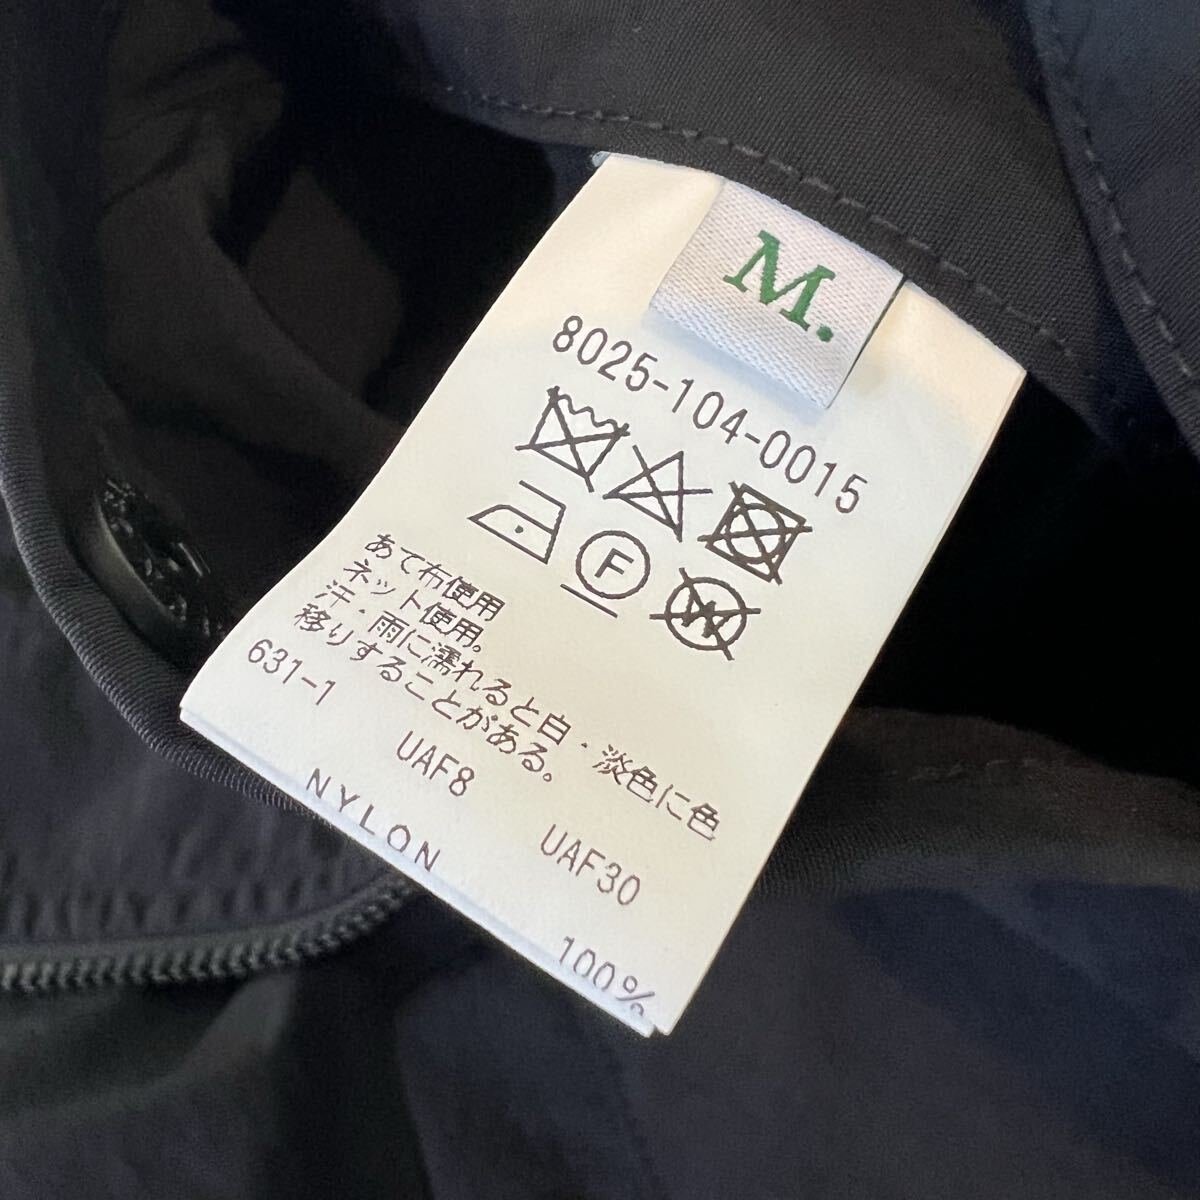 M.
8025-104-0015
F
W
あて布使用
ネット使用。
汗・雨に濡れると白・淡色に色
移りすることがある。
631-1 UAF8 UAF30
NYLON 100%